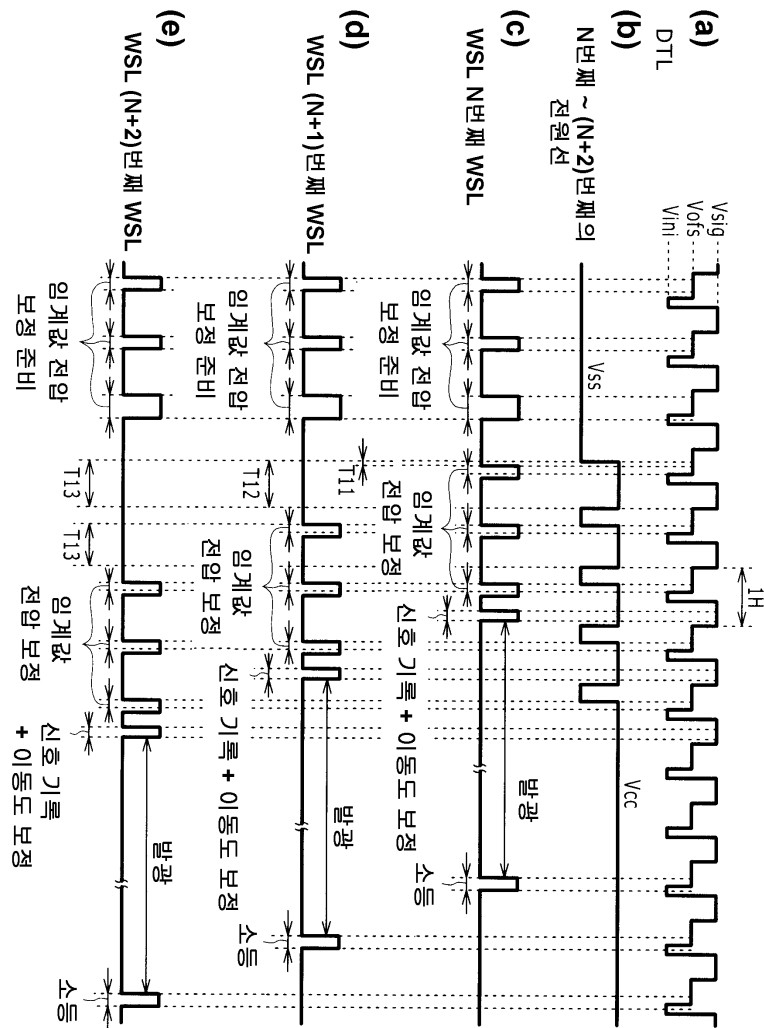 (a)
DTL
Vsig
Vofs
Vini
1H
(b)
N번째 ~ (N+2)번째의
전원선
Vss
Vcc
(c)
WSL N번째 WSL
임계값 전압
보정 준비
임계값
전압 보정
신호 기록 + 이동도 보정
발광
소등
T11
(d)
WSL (N+1)번째 WSL
임계값 전압
보정 준비
T12
임계값
전압 보정
신호 기록 + 이동도 보정
발광
소등
(e)
WSL (N+2)번째 WSL
임계값 전압
보정 준비
T13
T13
임계값
전압 보정
신호 기록
+ 이동도 보정
발광
소등